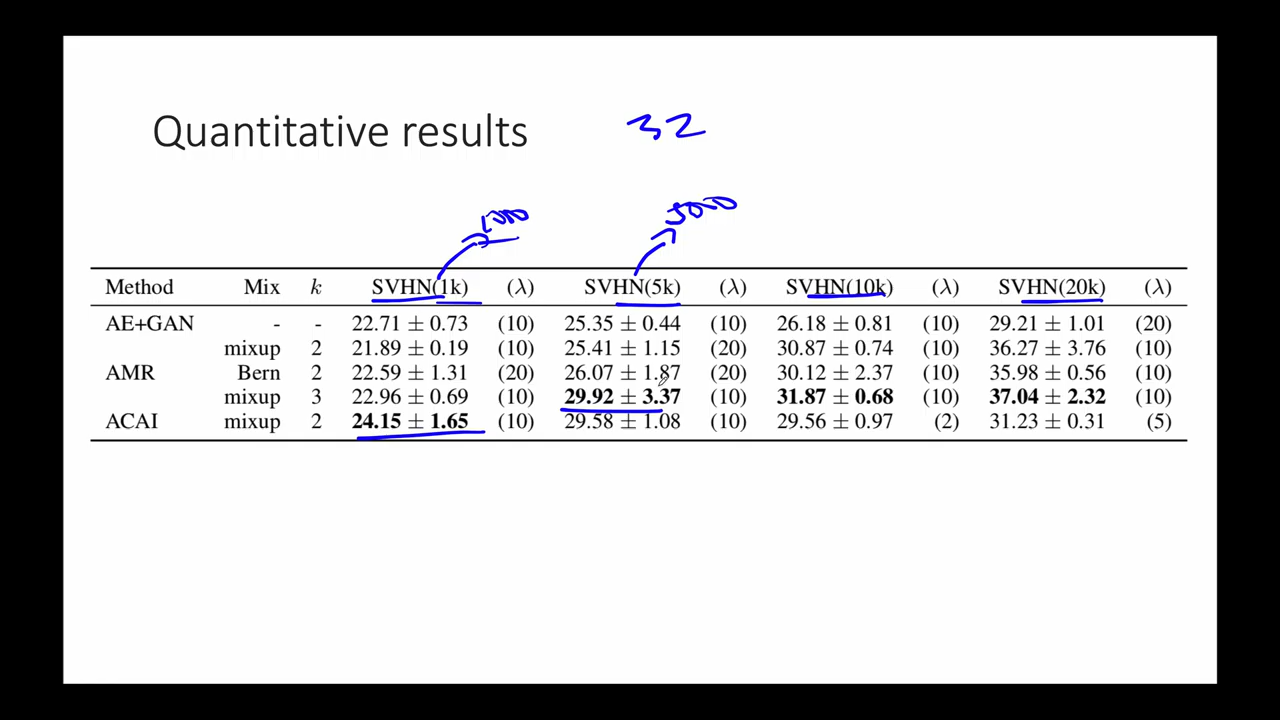 Quantitative results 32
1000 5000
Method Mix k SVHN(1k) (λ) SVHN(5k) (λ) SVHN(10k) (λ) SVHN(20k) (λ)
AE+GAN - - 22.71 ± 0.73 (10) 25.35 ± 0.44 (10) 26.18 ± 0.81 (10) 29.21 ± 1.01 (20)
mixup 2 21.89 ± 0.19 (10) 25.41 ± 1.15 (20) 30.87 ± 0.74 (10) 36.27 ± 3.76 (10)
AMR Bern 2 22.59 ± 1.31 (20) 26.07 ± 1.87 (20) 30.12 ± 2.37 (10) 35.98 ± 0.56 (10)
mixup 3 22.96 ± 0.69 (10) 29.92 ± 3.37 (10) 31.87 ± 0.68 (10) 37.04 ± 2.32 (10)
ACAI mixup 2 24.15 ± 1.65 (10) 29.58 ± 1.08 (10) 29.56 ± 0.97 (2) 31.23 ± 0.31 (5)